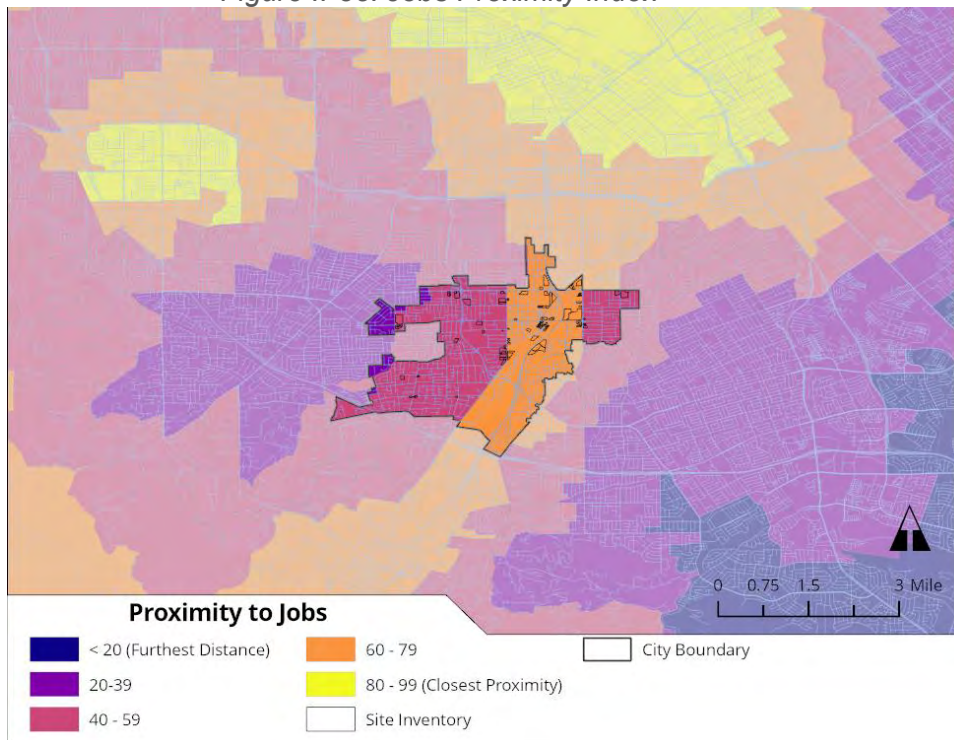 Proximity to Jobs
< 20 (Furthest Distance)
20-39
40 - 59
60 - 79
80 - 99 (Closest Proximity)
Site Inventory
City Boundary
0 0.75 1.5 3 Mile